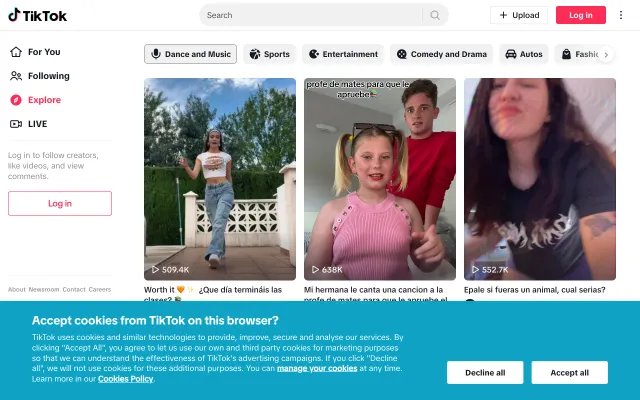 TikTok
Search
Upload
Log in
For You
Following
Explore
LIVE
Log in to follow creators,
like videos, and view
comments.
Log in
About Newsroom Contact Careers
Dance and Music
Sports
Entertainment
Comedy and Drama
Autos
Fashic
profe de mates para que le
apruebe
509.4K
638K
552.7K
Worth it 🧡 ✨ ¿Que día termináis las
clases?
Mi hermana le canta una cancion a la
profe de mates para que le apruebe el
Epale si fueras un animal, cual serias?
Accept cookies from TikTok on this browser?
TikTok uses cookies and similar technologies to provide, improve, secure and analyse our services. By
clicking "Accept All", you agree to let us use our own and third party cookies for marketing purposes
so that we can understand the effectiveness of TikTok's advertising campaigns. If you click "Decline
all", we will not use cookies for these additional purposes. You can manage your cookies at any time.
Learn more in our Cookies Policy.
Decline all
Accept all